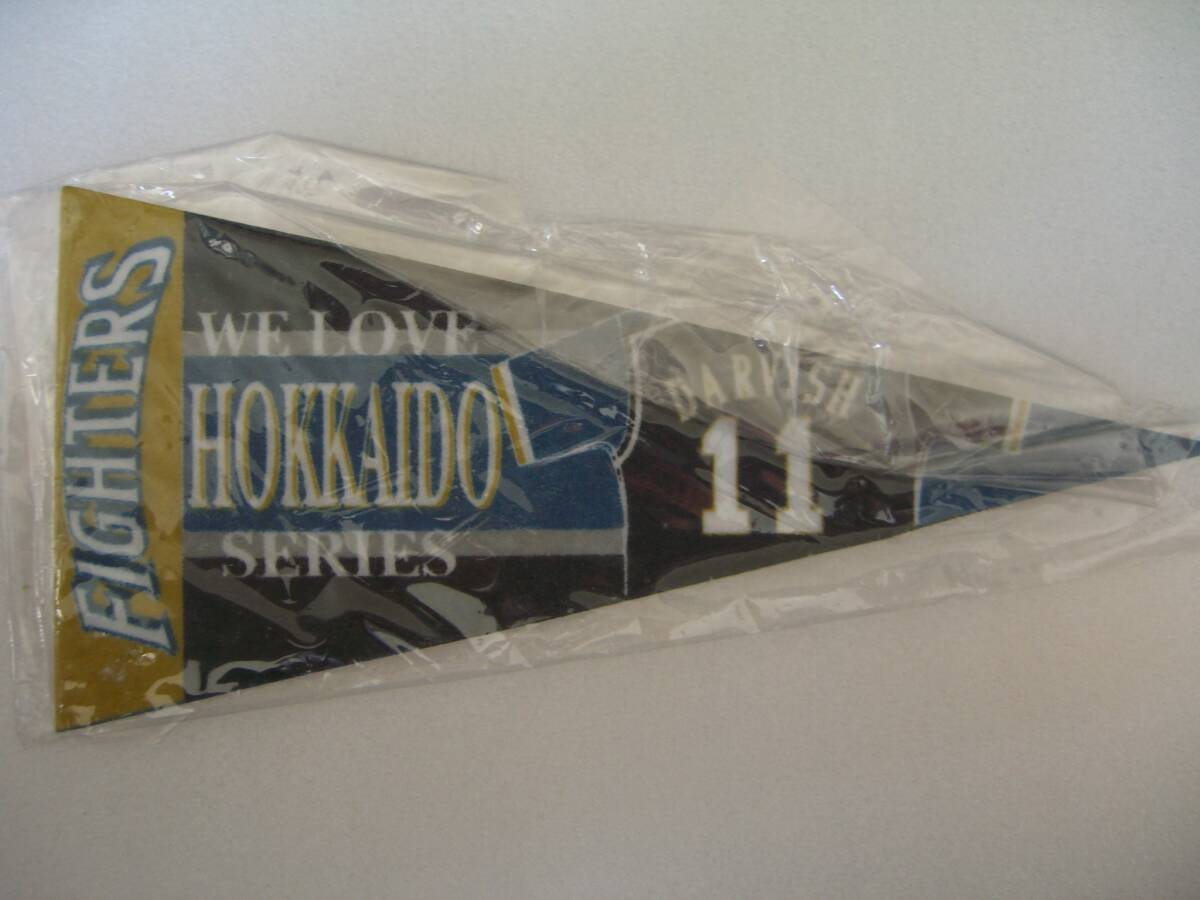 FIGHTERS
WE LOVE
HOKKAIDO
SERIES
DARVISH
11